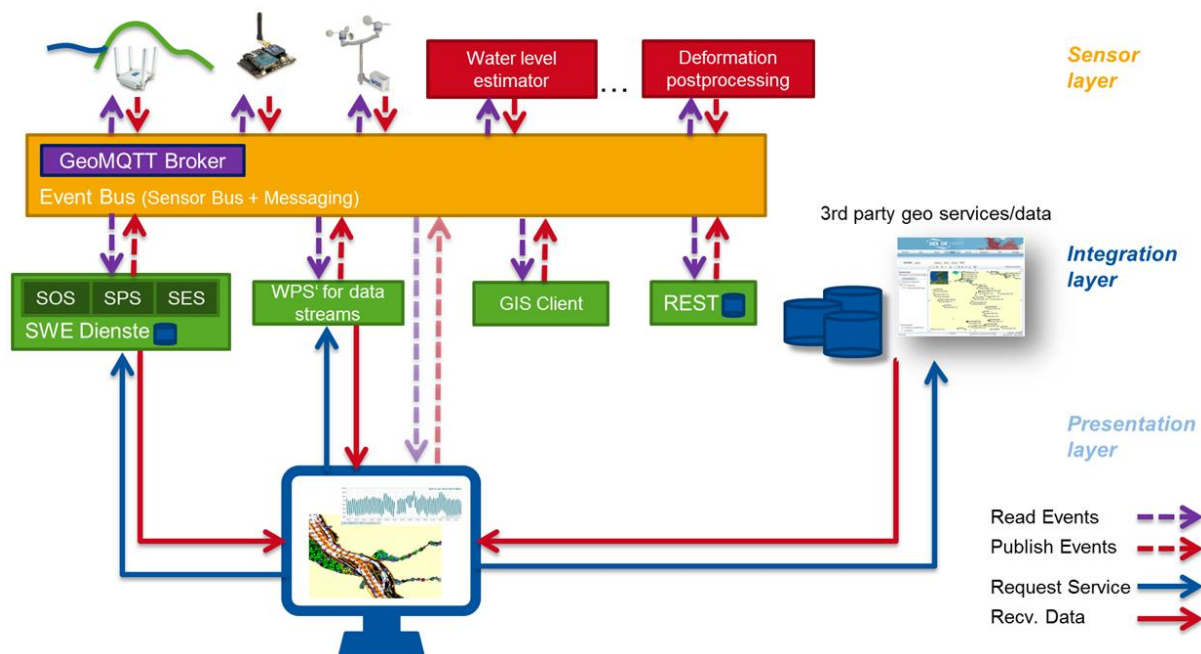 Water level
estimator
...
Deformation
postprocessing
Sensor
layer
GeoMQTT Broker
Event Bus (Sensor Bus + Messaging)
3rd party geo services/data
Integration
layer
SOS
SPS
SES
SWE Dienste
WPS‘ for data
streams
GIS Client
REST
Presentation
layer
Read Events
Publish Events
Request Service
Recv. Data